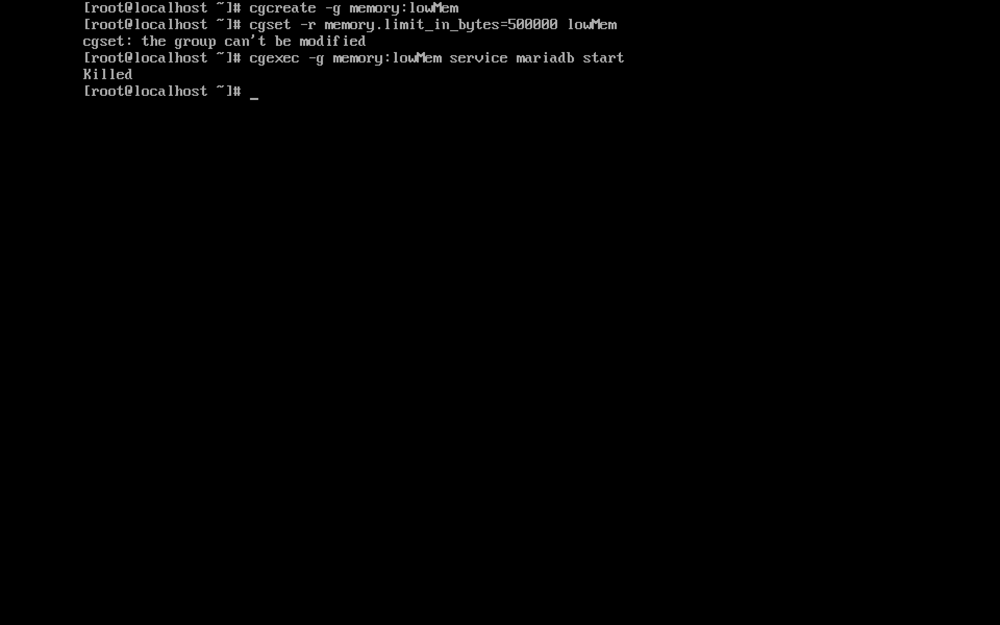 [root@localhost ~]# cgcreate -g memory:lowMem
[root@localhost ~]# cgset -r memory.limit_in_bytes=500000 lowMem
cgset: the group can't be modified
[root@localhost ~]# cgexec -g memory:lowMem service mariadb start
Killed
[root@localhost ~]# _